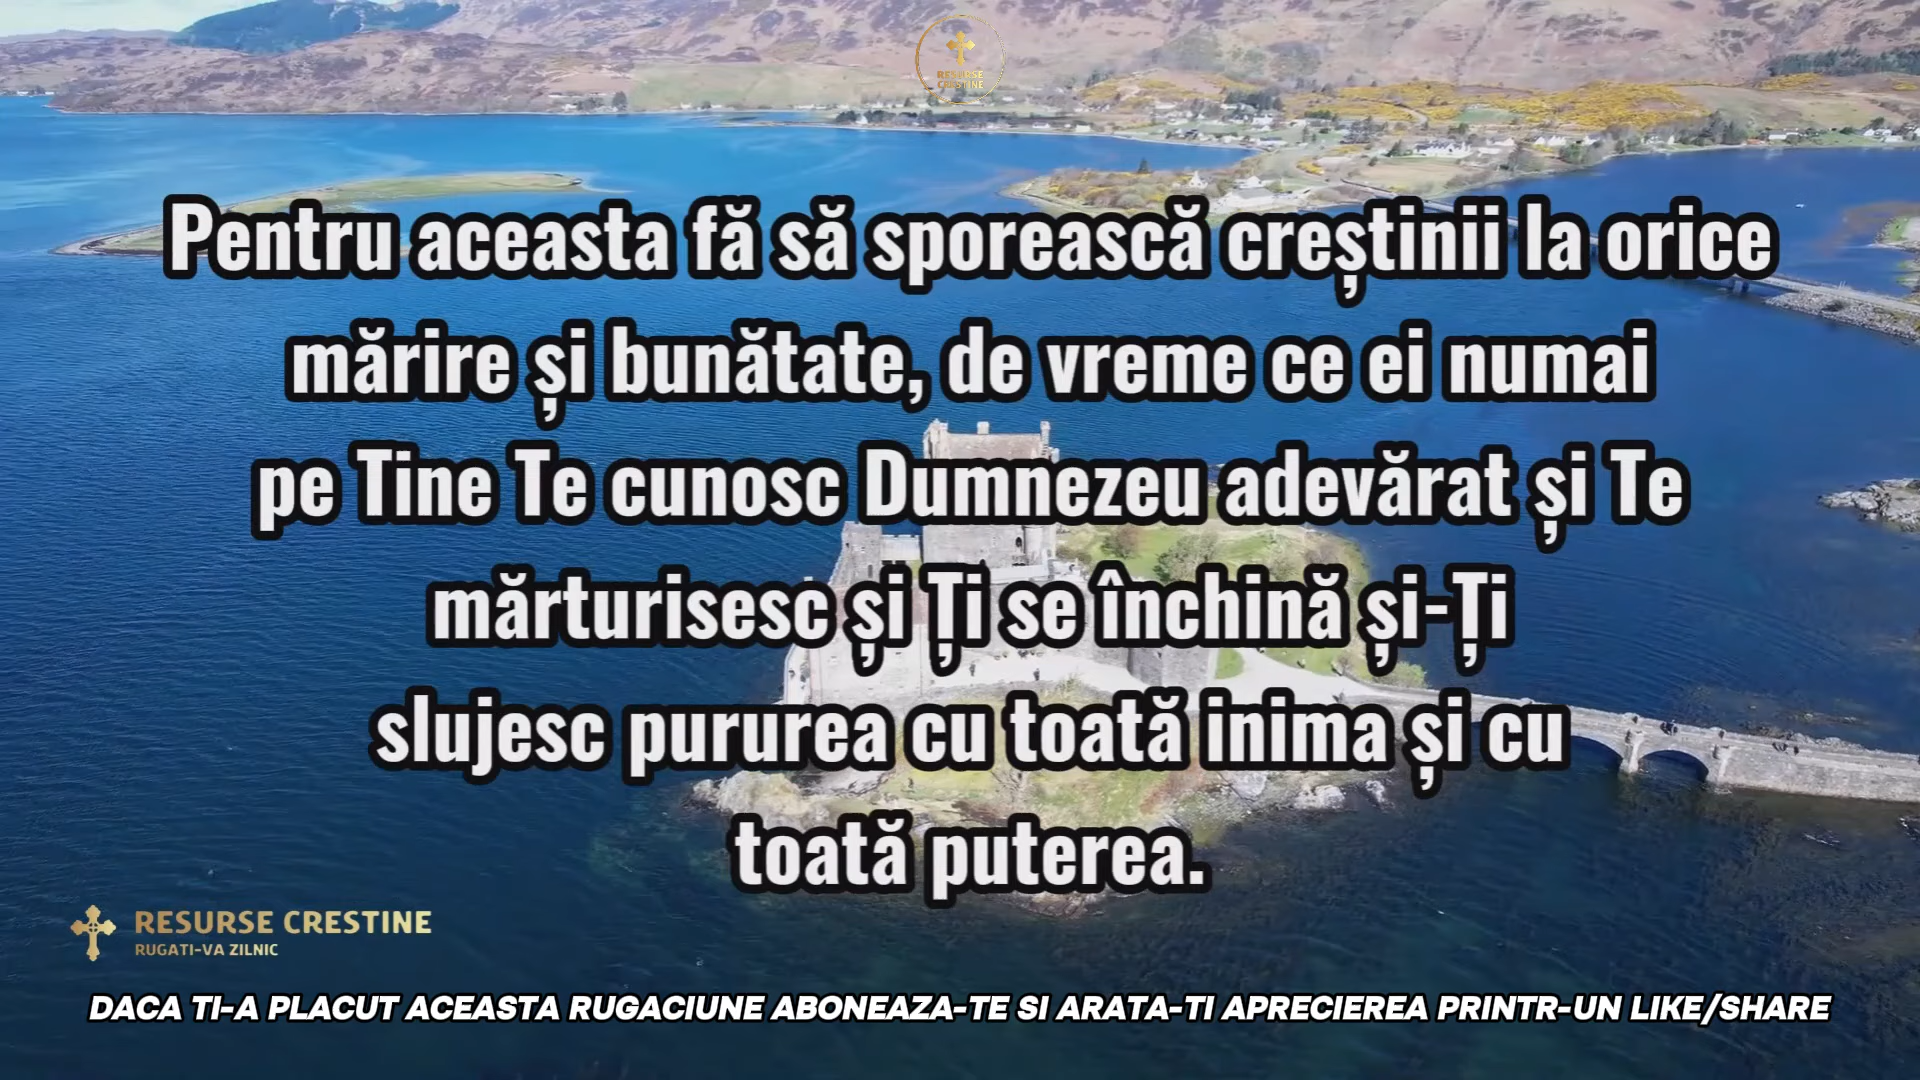 RESURSE
CRESTINE
Pentru aceasta fă să sporească creștinii la orice
mărire și bunătate, de vreme ce ei numai
pe Tine Te cunosc Dumnezeu adevărat și Te
mărturisesc și Ți se închină și-Ți
slujesc pururea cu toată inima și cu
toată puterea.
RESURSE CRESTINE
RUGATI-VA ZILNIC
DACA TI-A PLACUT ACEASTA RUGACIUNE ABONEAZA-TE SI ARATA-TI APRECIEREA PRINTR-UN LIKE/SHARE